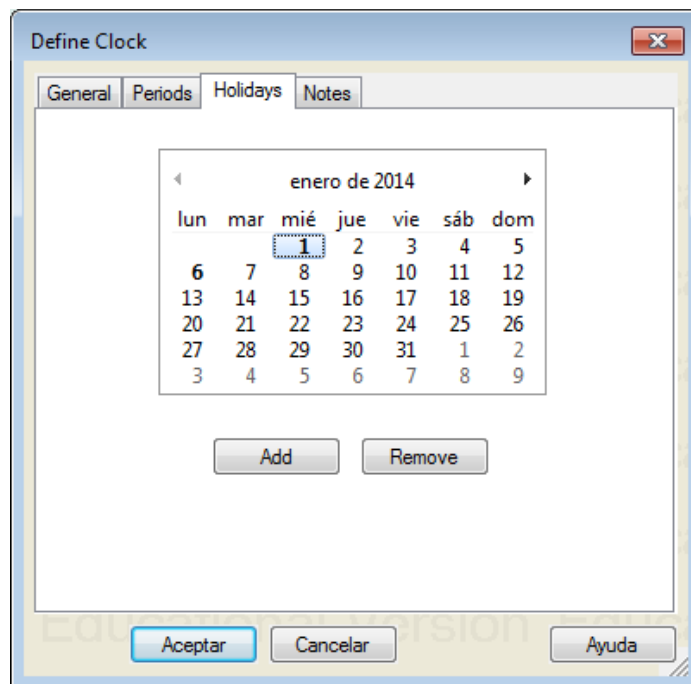 Define Clock
General Periods Holidays Notes
enero de 2014
lun mar mié jue vie sáb dom
1 2 3 4 5
6 7 8 9 10 11 12
13 14 15 16 17 18 19
20 21 22 23 24 25 26
27 28 29 30 31 1 2
3 4 5 6 7 8 9
Add Remove
Educational Version Educa
Aceptar Cancelar Ayuda